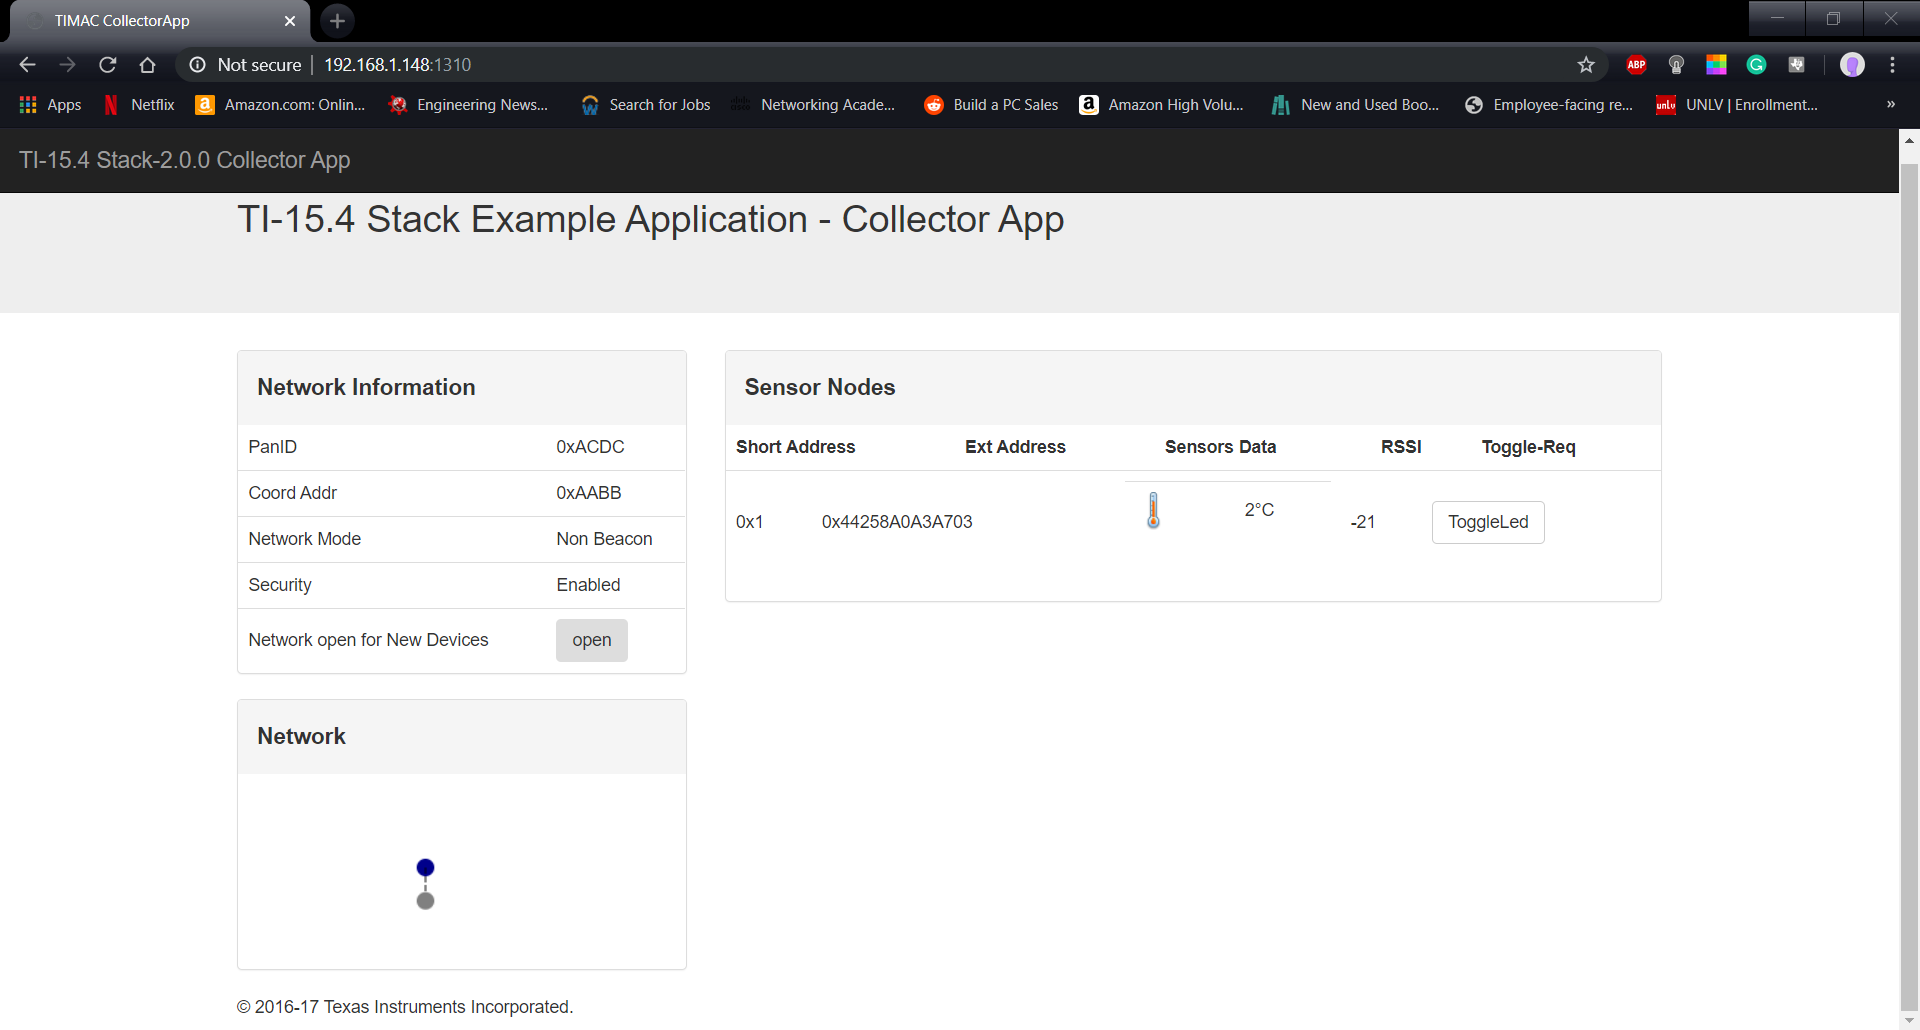 TIMAC CollectorApp
Not secure | 192.168.1.148:1310
ABP
Apps Netflix Amazon.com: Onlin... Engineering News... Search for Jobs Networking Acade... Build a PC Sales Amazon High Volu... New and Used Boo... Employee-facing re... UNLV | Enrollment... »
TI-15.4 Stack-2.0.0 Collector App
TI-15.4 Stack Example Application - Collector App
Network Information
PanID 0xACDC
Coord Addr 0xAABB
Network Mode Non Beacon
Security Enabled
Network open for New Devices open
Sensor Nodes
Short Address Ext Address Sensors Data RSSI Toggle-Req
0x1 0x44258A0A3A703 2°C -21 ToggleLed
Network
© 2016-17 Texas Instruments Incorporated.